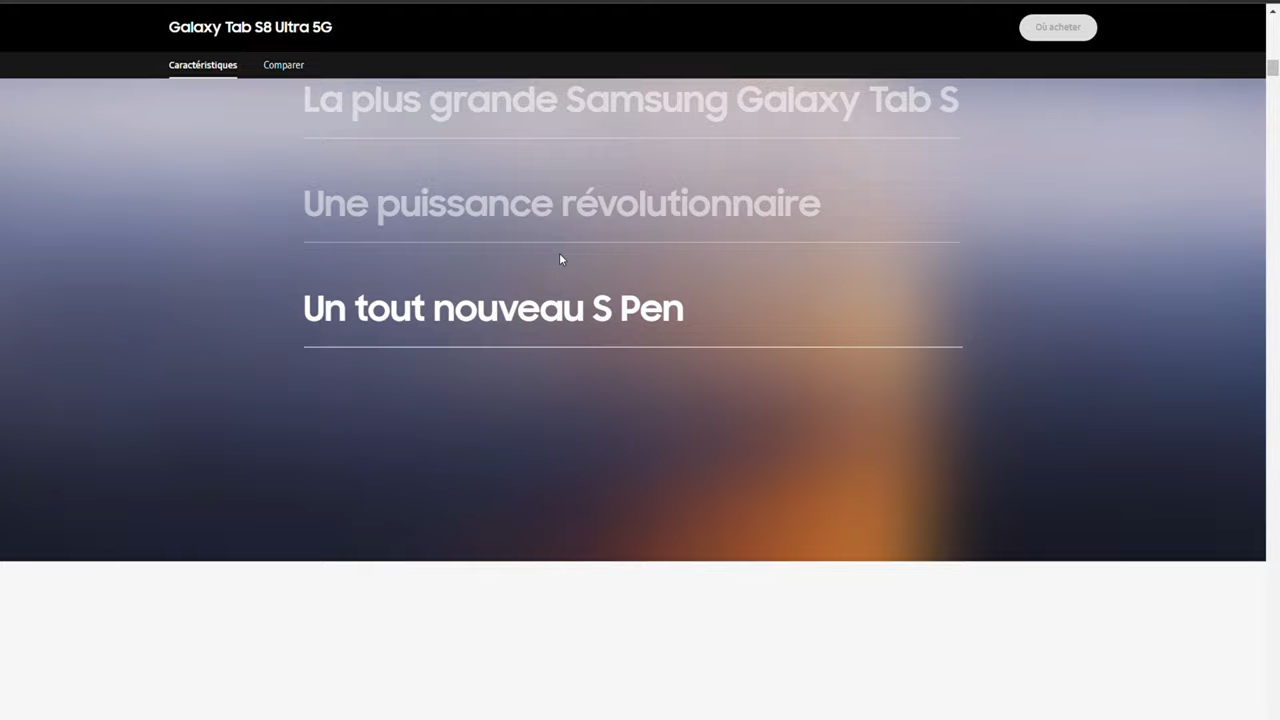 Galaxy Tab S8 Ultra 5G
Où acheter
Caractéristiques
Comparer
La plus grande Samsung Galaxy Tab S
Une puissance révolutionnaire
Un tout nouveau S Pen